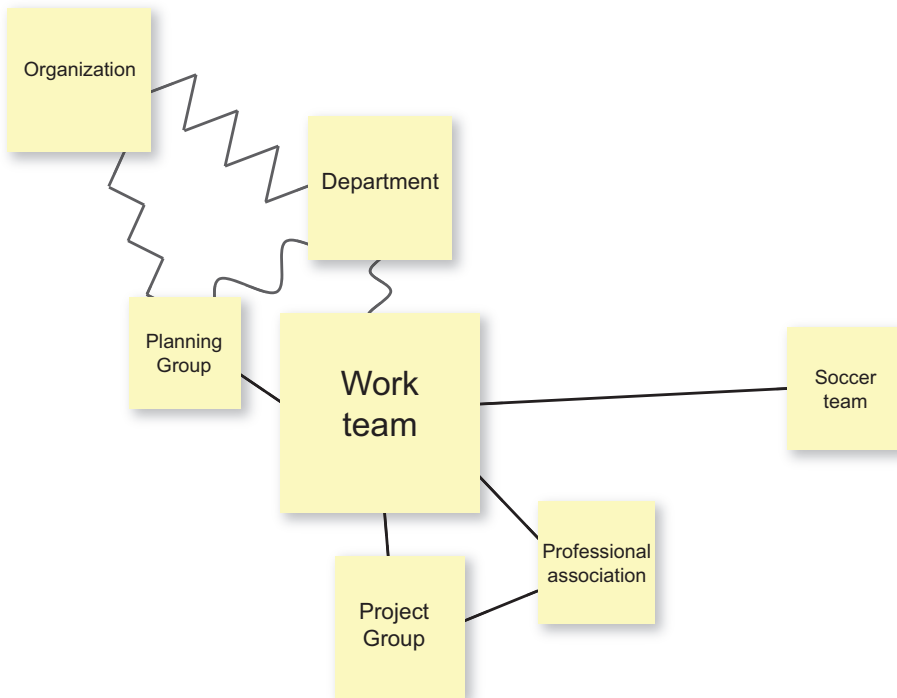 Organization
Department
Planning
Group
Work
team
Soccer
team
Professional
association
Project
Group